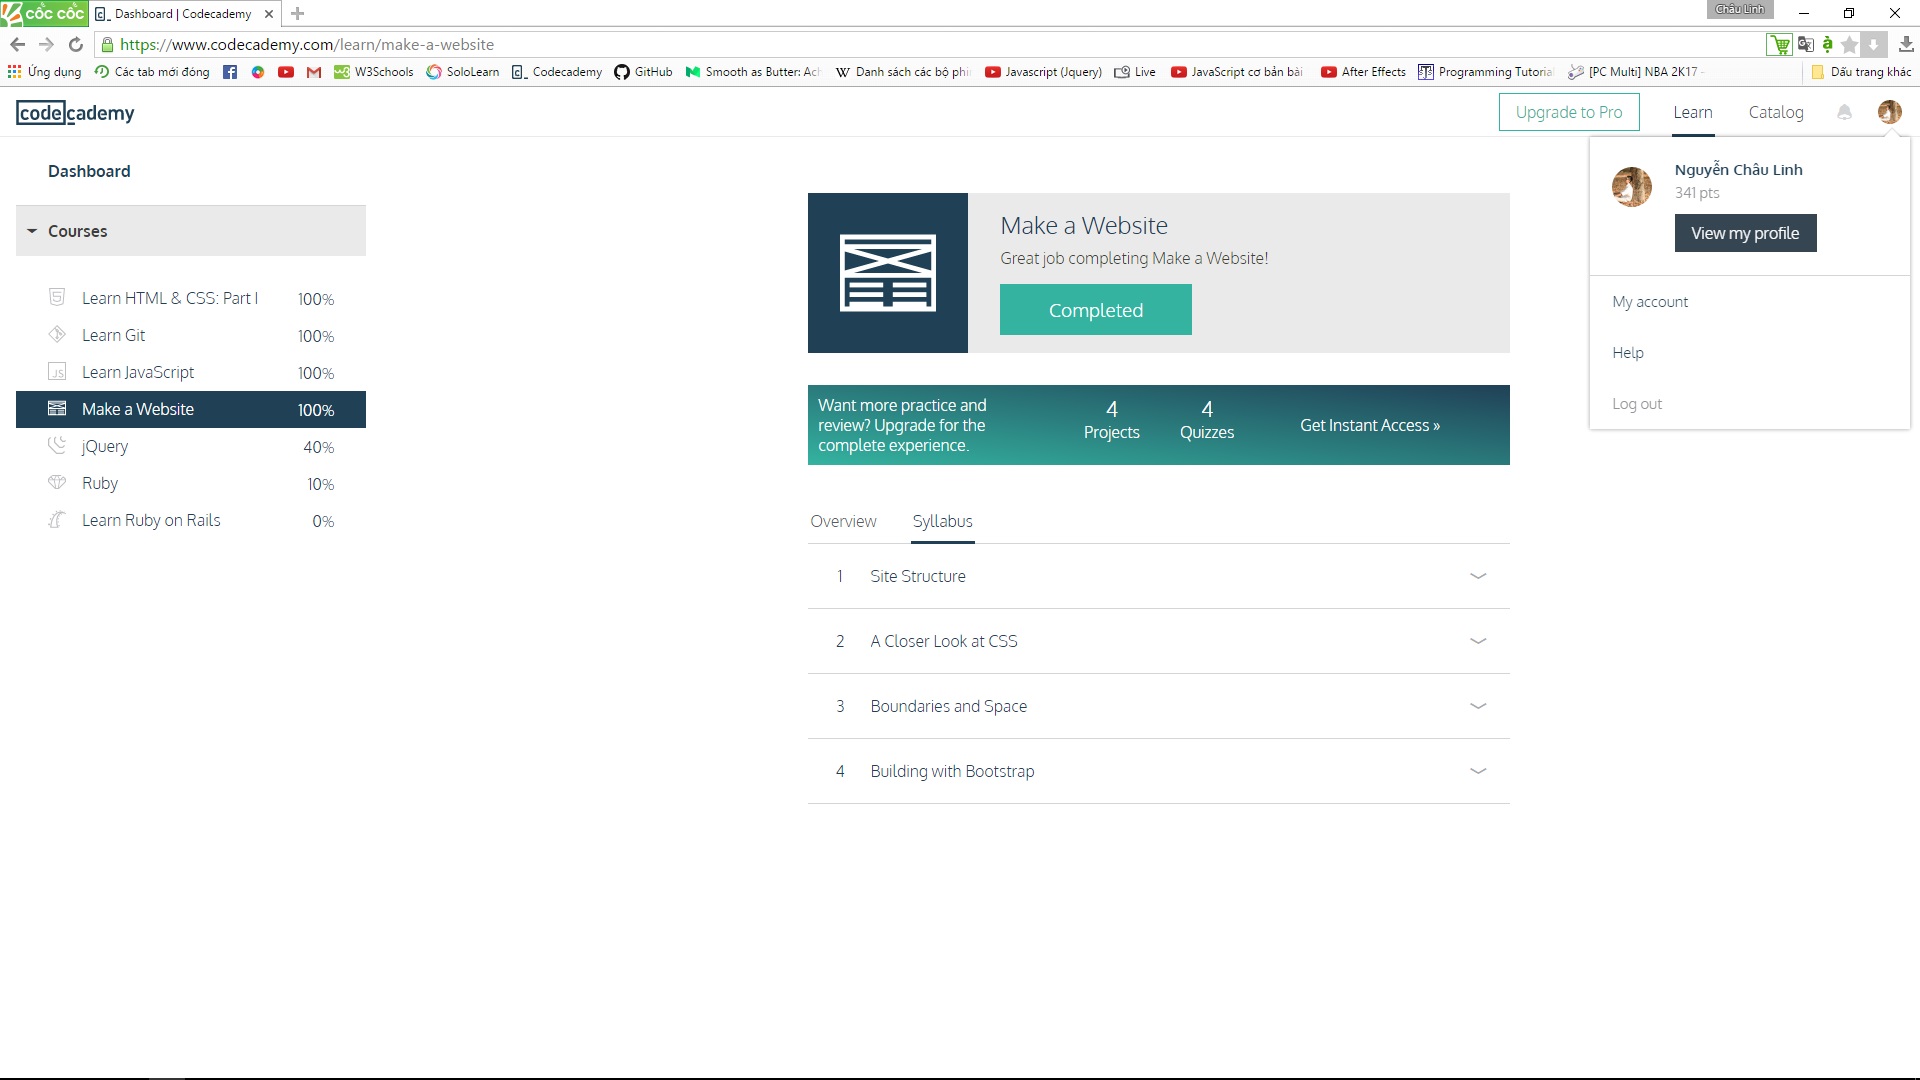 cốc cốc
Dashboard | Codecademy
Châu Linh
https://www.codecademy.com/learn/make-a-website
Ứng dụng
Các tab mới đóng
W3Schools
SoloLearn
Codecademy
GitHub
Smooth as Butter: Ach
Danh sách các bộ phi
Javascript (Jquery)
Live
JavaScript cơ bản bài
After Effects
Programming Tutoria
[PC Multi] NBA 2K17 -
Dấu trang khác
codecademy
Upgrade to Pro
Learn
Catalog
Dashboard
Courses
Learn HTML & CSS: Part I 100%
Learn Git 100%
Learn JavaScript 100%
Make a Website 100%
jQuery 40%
Ruby 10%
Learn Ruby on Rails 0%
Make a Website
Great job completing Make a Website!
Completed
Want more practice and
review? Upgrade for the
complete experience.
4
Projects
4
Quizzes
Get Instant Access »
Overview
Syllabus
1 Site Structure
2 A Closer Look at CSS
3 Boundaries and Space
4 Building with Bootstrap
Nguyễn Châu Linh
341 pts
View my profile
My account
Help
Log out